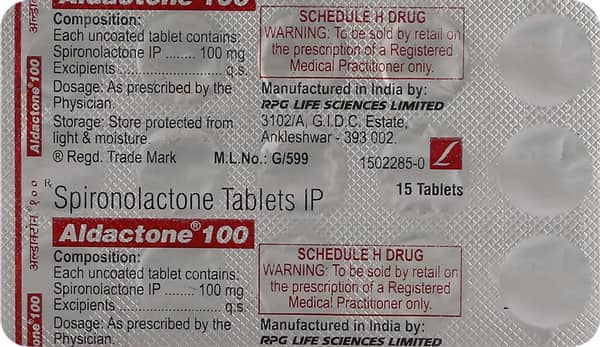 Aldactone 100
Composition:
Each uncoated tablet contains:
Spironolactone IP ........ 100 mg
Excipients ........................ q.s.
Dosage: As prescribed by the
Physician.
Storage: Store protected from
light & moisture.
® Regd. Trade Mark M.L.No.: G/599
SCHEDULE H DRUG
WARNING: To be sold by retail on
the prescription of a Registered
Medical Practitioner only.
Manufactured in India by:
RPG LIFE SCIENCES LIMITED
3102/A, G.I.D.C. Estate,
Ankleshwar - 393 002.
1502285-0
15 Tablets
Rx Spironolactone Tablets IP
Aldactone® 100
Composition:
Each uncoated tablet contains:
Spironolactone IP ........ 100 mg
Excipients ........................ q.s.
Dosage: As prescribed by the
Physician.
SCHEDULE H DRUG
WARNING: To be sold by retail on
the prescription of a Registered
Medical Practitioner only.
Manufactured in India by:
RPG LIFE SCIENCES LIMITED
Aldactone® 100
अल्डाक्टोन® १००
one® 100